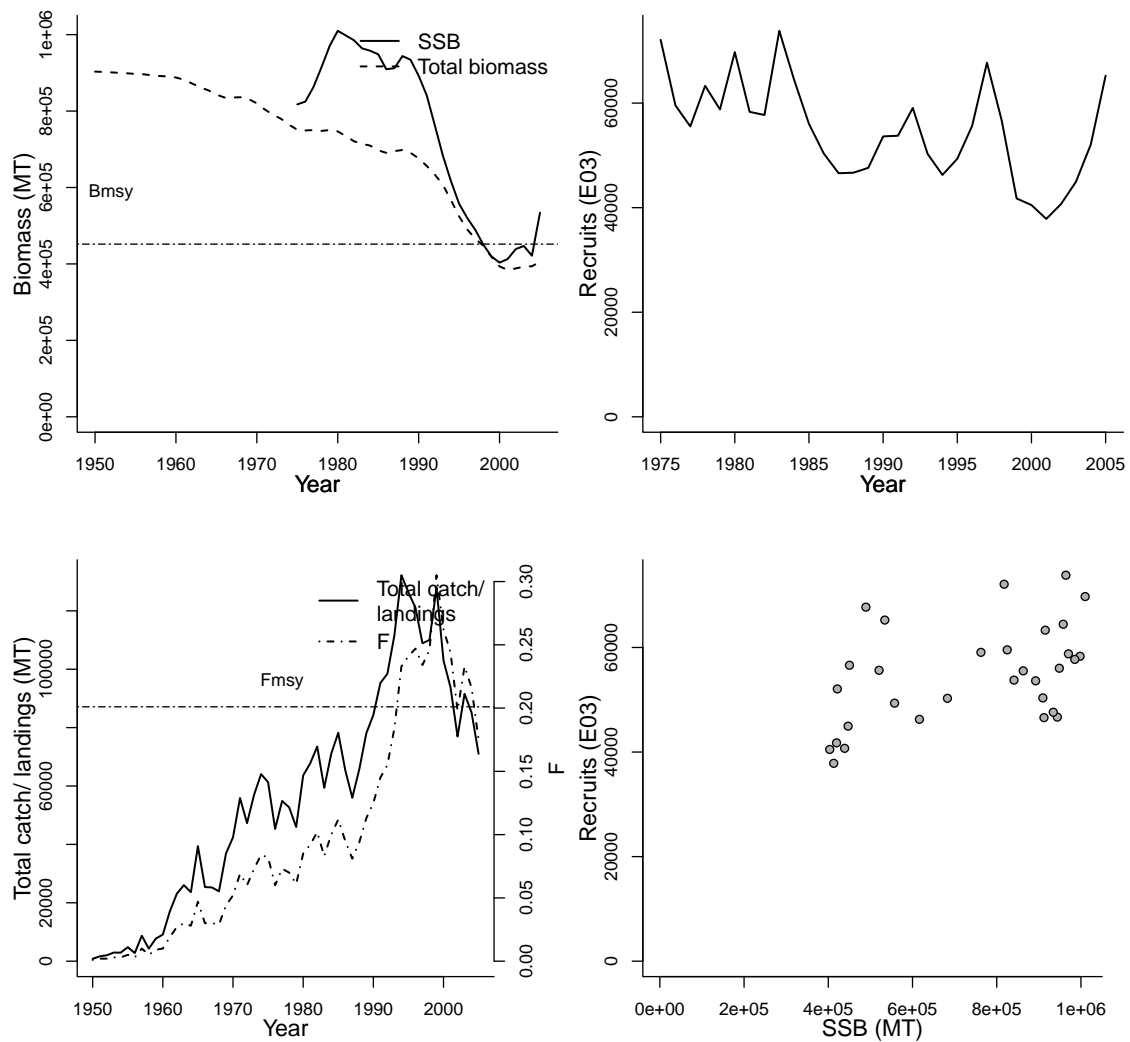 1e+06
8e+05
6e+05
4e+05
2e+05
0e+00
Biomass (MT)
SSB
Total biomass
Bmsy
1950 1960 1970 1980 1990 2000
Year
60000
40000
20000
0
Recruits (E03)
1975 1980 1985 1990 1995 2000 2005
Year
100000
60000
20000
0
Total catch/ landings (MT)
Total catch/
landings
F
Fmsy
0.30
0.25
0.20
0.15
0.10
0.05
0.00
F
1950 1960 1970 1980 1990 2000
Year
60000
40000
20000
0
Recruits (E03)
0e+00 2e+05 4e+05 6e+05 8e+05 1e+06
SSB (MT)